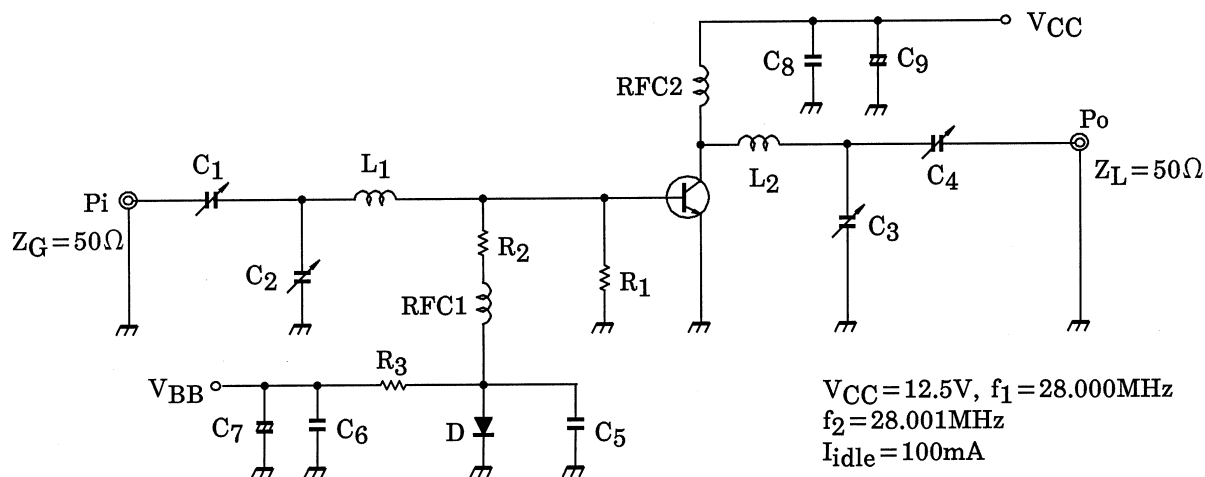 VCC
C8
C9
RFC2
Po
C1
L1
L2
C4
ZL=50Ω
Pi
ZG=50Ω
C2
R2
C3
R1
RFC1
R3
VBB
VCC=12.5V, f1=28.000MHz
C7
C6
D
C5
f2=28.001MHz
Iidle=100mA